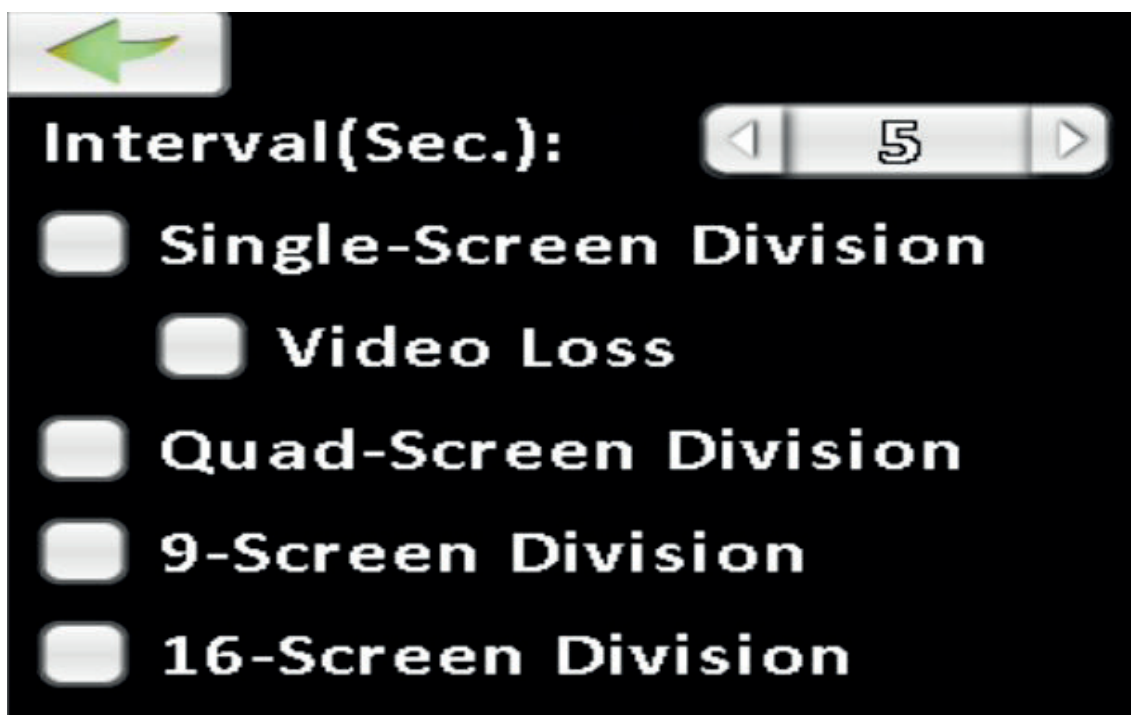 Interval(Sec.): 5
Single-Screen Division
Video Loss
Quad-Screen Division
9-Screen Division
16-Screen Division